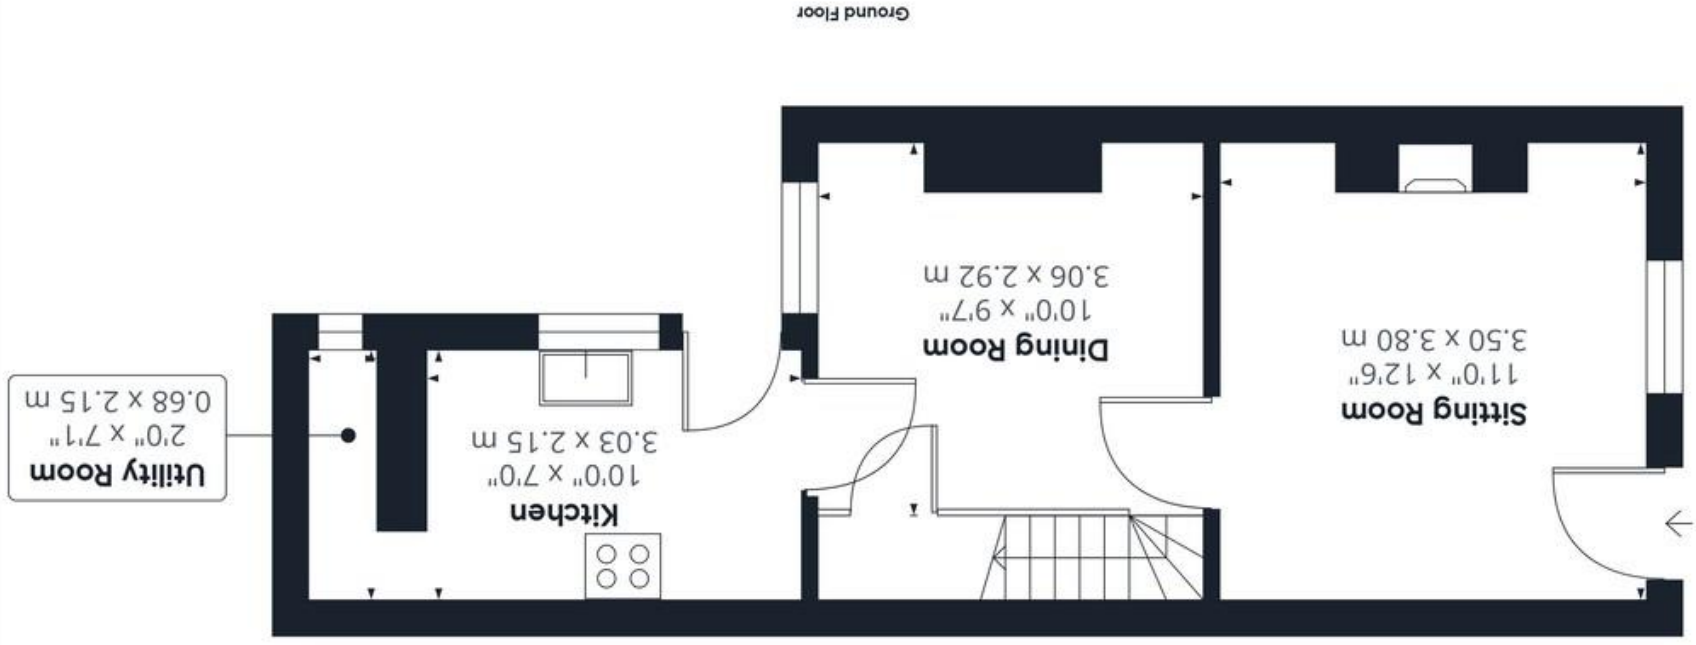 Sitting Room
11'0" x 12'6"
3.50 x 3.80 m
Dining Room
10'0" x 9'7"
3.06 x 2.92 m
Kitchen
10'0" x 7'0"
3.03 x 2.15 m
Utility Room
2'0" x 7'1"
0.68 x 2.15 m
Ground Floor